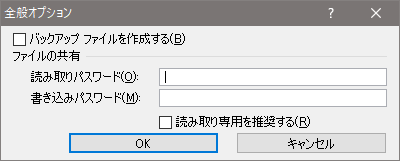 全般オプション ? ×
バックアップ ファイルを作成する(B)
ファイルの共有
読み取りパスワード(O):
書き込みパスワード(M):
読み取り専用を推奨する(R)
OK キャンセル